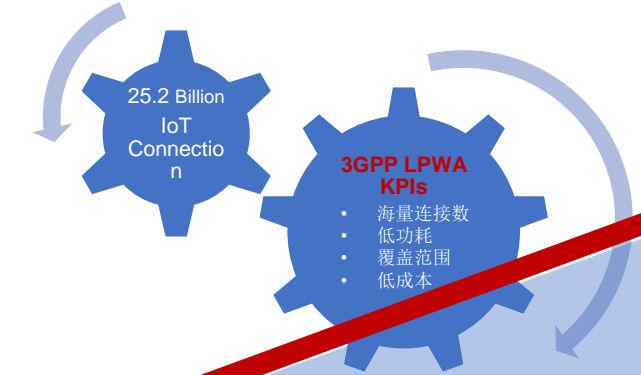 25.2 Billion
IoT
Connectio
n
3GPP LPWA
KPIs
• 海量连接数
• 低功耗
• 覆盖范围
• 低成本